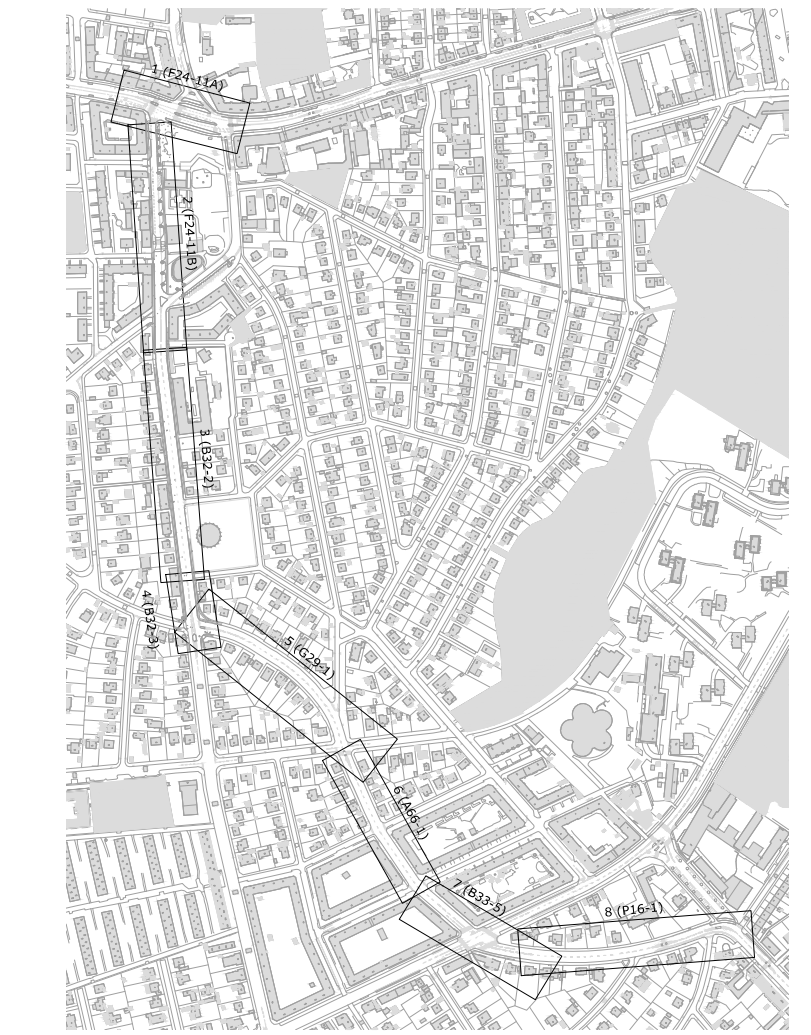 1 (F24-11A)
2 (F24-11B)
3 (B32-2)
4 (B32-3)
5 (G29-1)
6 (A66-1)
7 (B33-5)
8 (P16-1)